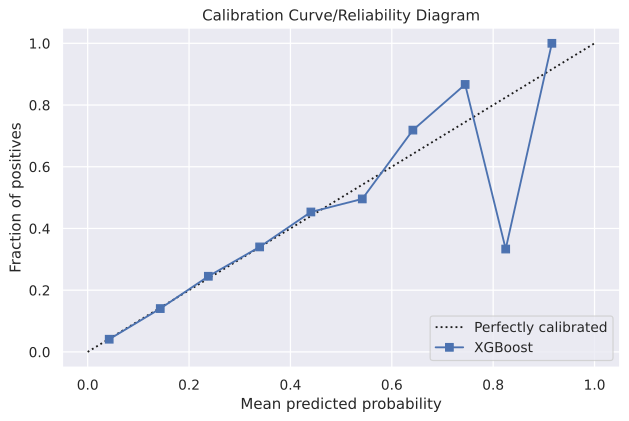 Calibration Curve/Reliability Diagram
1.0
0.8
0.6
0.4
0.2
0.0
Fraction of positives
Perfectly calibrated
XGBoost
0.0 0.2 0.4 0.6 0.8 1.0
Mean predicted probability